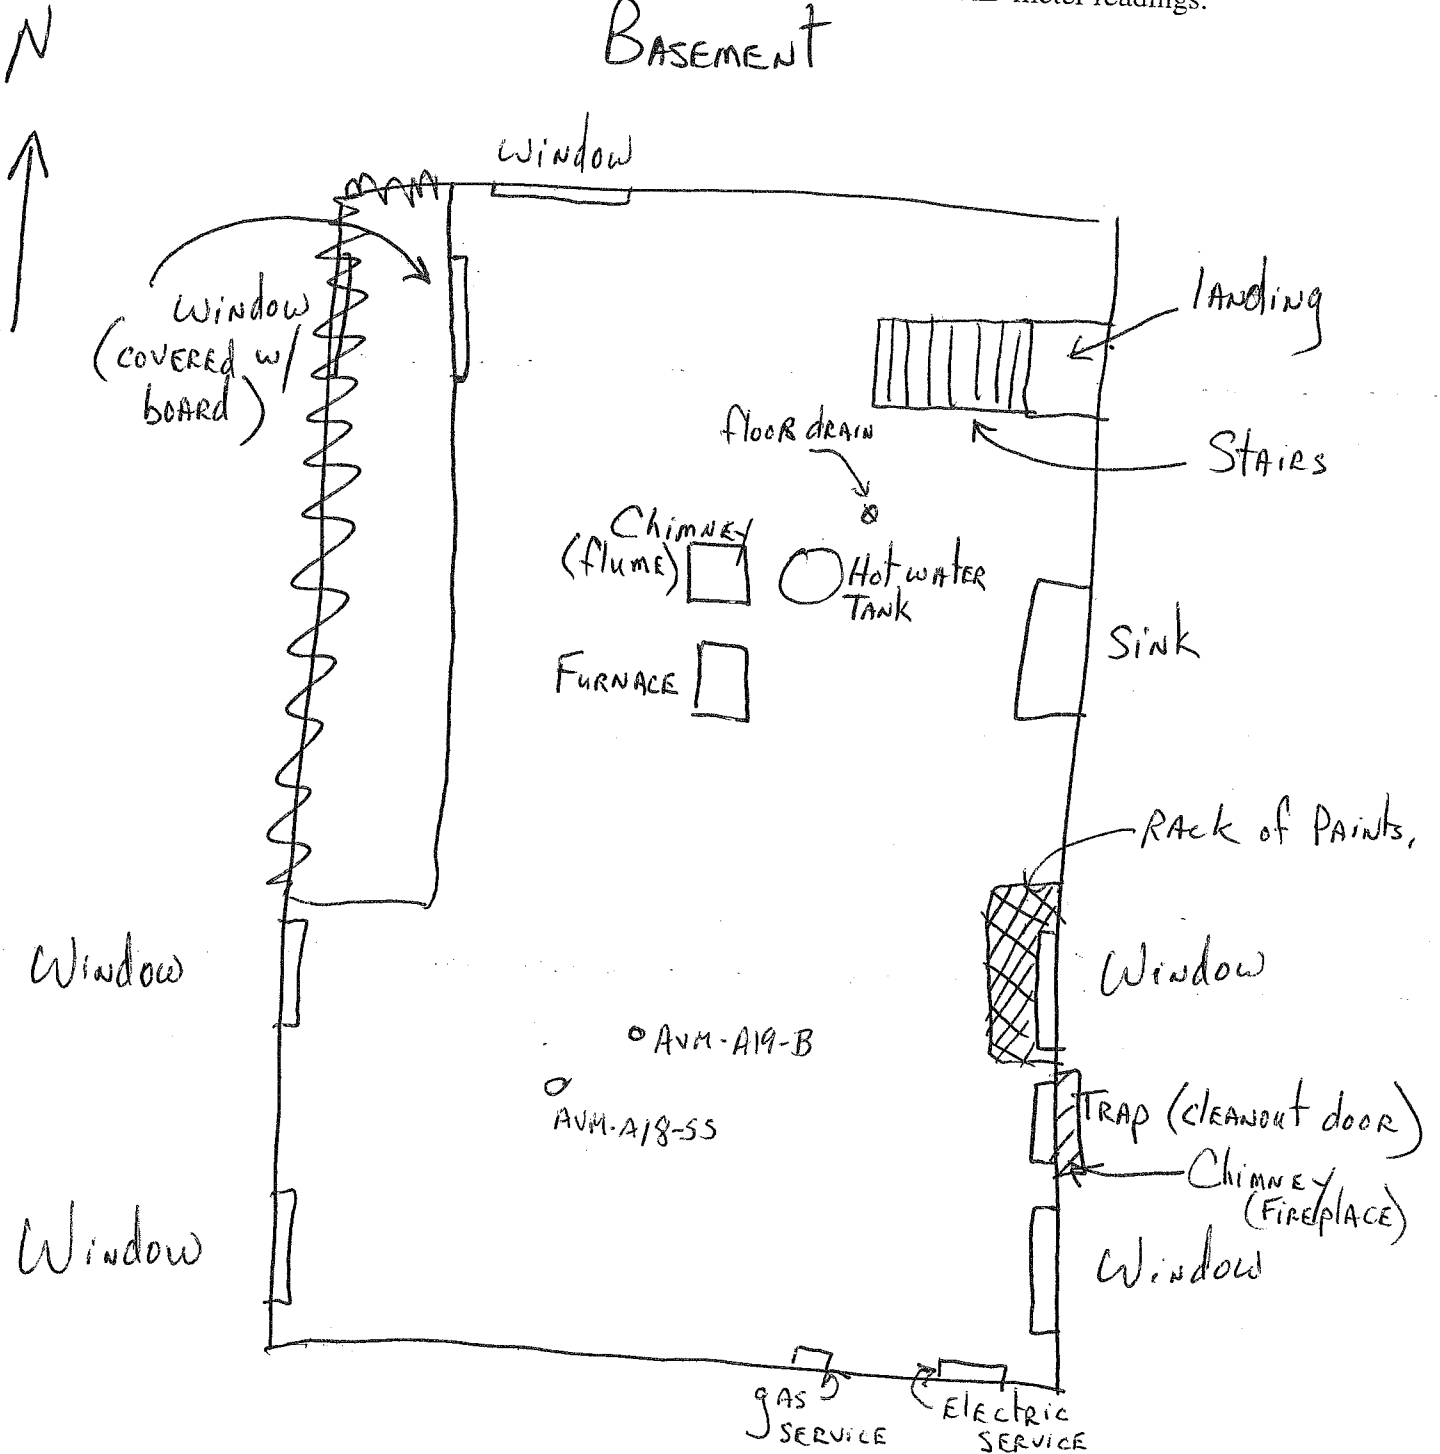 meter readings.
N
BASEMENT
Window
Window
(COVERED w/
bOARd)
lANding
StAiRS
flooR dRAIN
ChimNEy
(flumE)
Hot wAtER
TANK
SiNk
FuRNACE
RAck of PAiNts,
Window
Window
AVM-A19-B
AVM-A18-SS
TRAp (clEANout dooR)
ChiMNEy
(FiREplACE)
Window
Window
gAS
SERViCE
ElEctRic
SERViCE